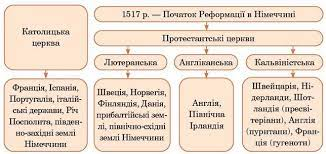 Католицька
церква
1517 р. — Початок Реформації в Німеччині
Протестантські церкви
Лютеранська
Англіканська
Кальвіністська
Франція, Іспанія,
Португалія, італій-
ські держави, Річ
Посполита, півден-
но-західні землі
Німеччини
Швеція, Норвегія,
Фінляндія, Данія,
прибалтійські зем-
лі, північно-східні
землі Німеччини
Англія,
Північна
Ірландія
Швейцарія, Ні-
дерланди, Шот-
ландія (пресві-
теріани), Англія
(пуритани), Фран-
ція (гугеноти)